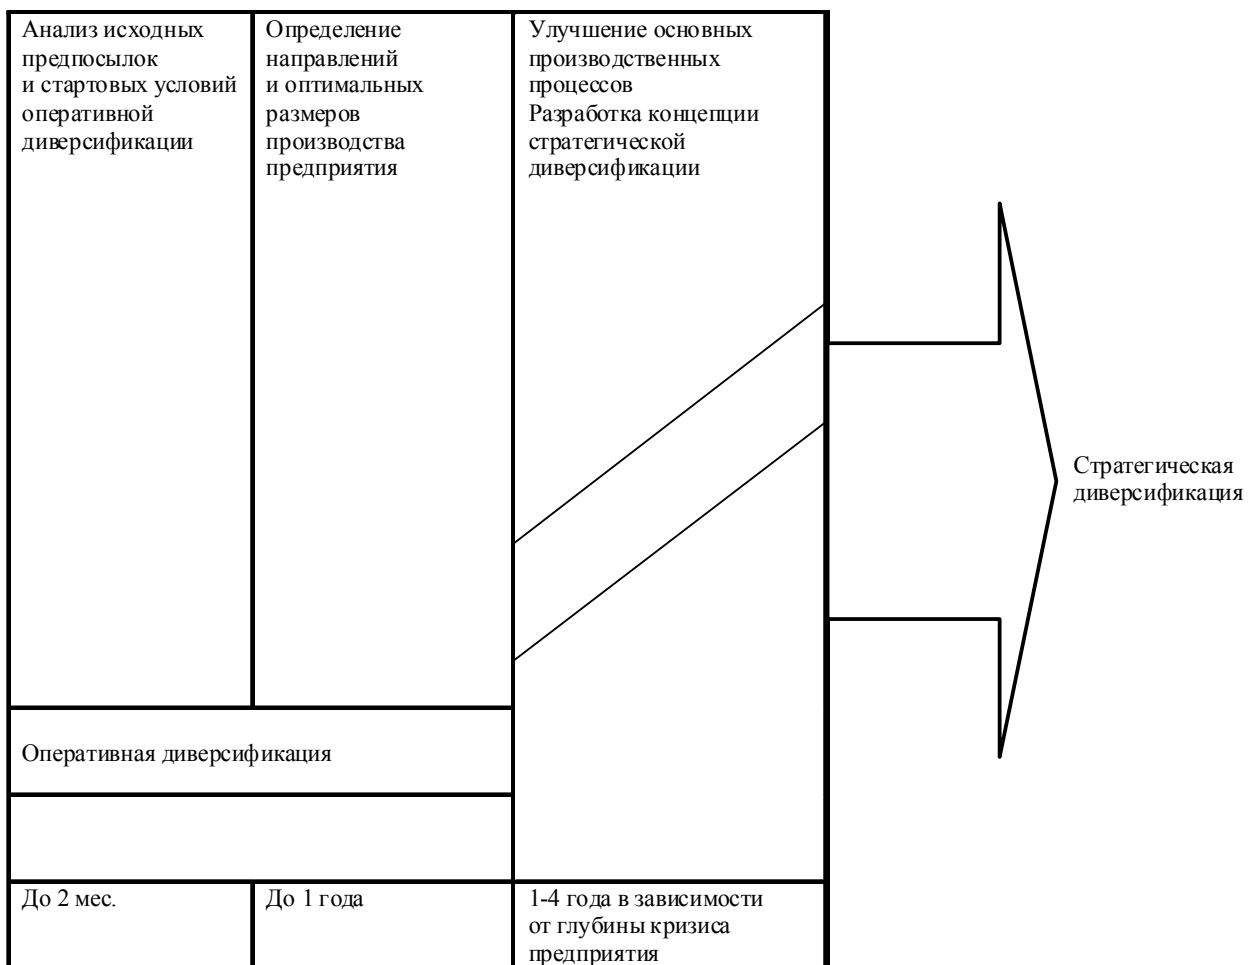 Анализ исходных
предпосылок
и стартовых условий
оперативной
диверсификации
Определение
направлений
и оптимальных
размеров
производства
предприятия
Улучшение основных
производственных
процессов
Разработка концепции
стратегической
диверсификации
Стратегическая
диверсификация
Оперативная диверсификация
До 2 мес.
До 1 года
1-4 года в зависимости
от глубины кризиса
предприятия